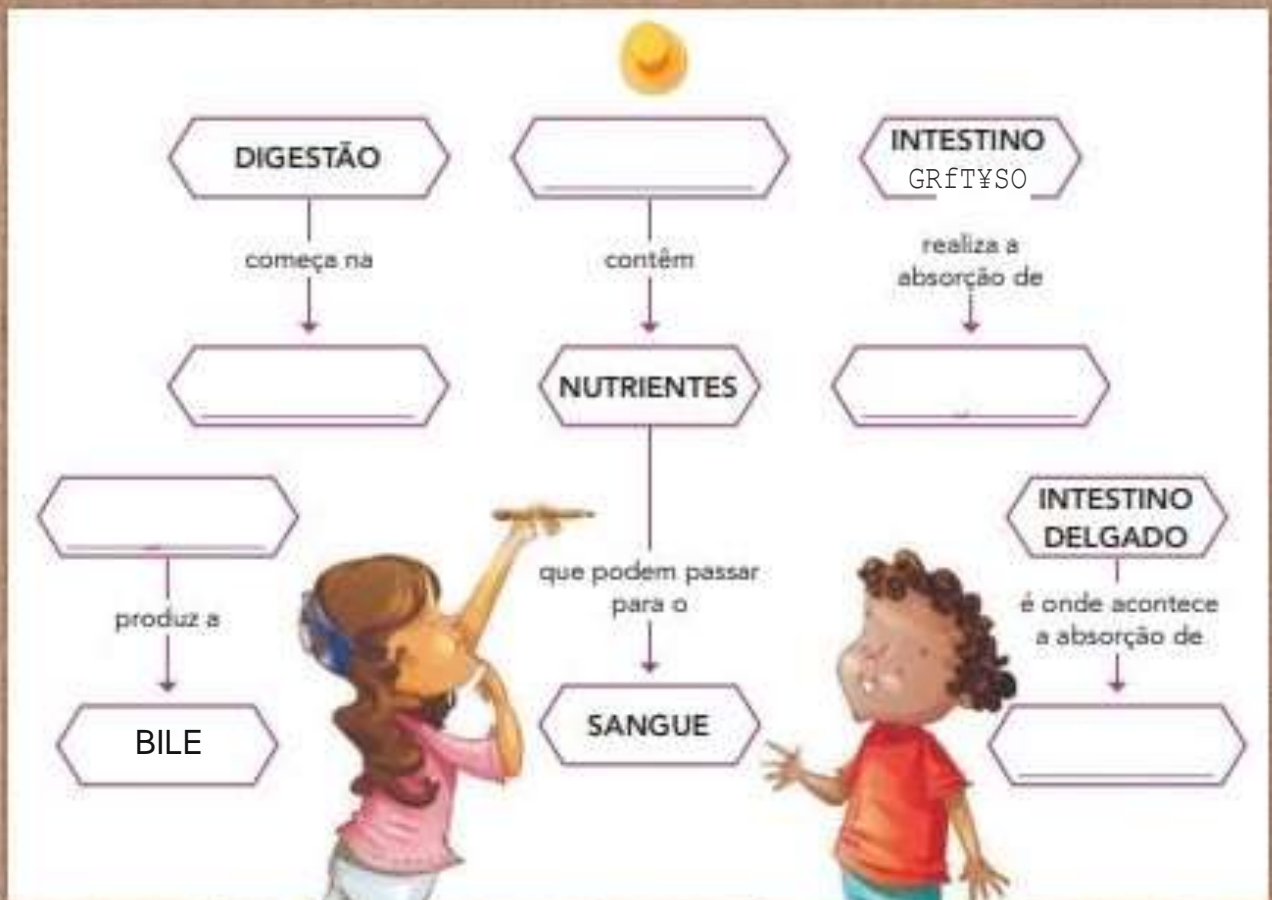 DIGESTÃO
começa na
contêm
NUTRIENTES
que podem passar
para o
SANGUE
INTESTINO
GRfT¥SO
realiza a
absorção de
produz a
BILE
INTESTINO
DELGADO
é onde acontece
a absorção de